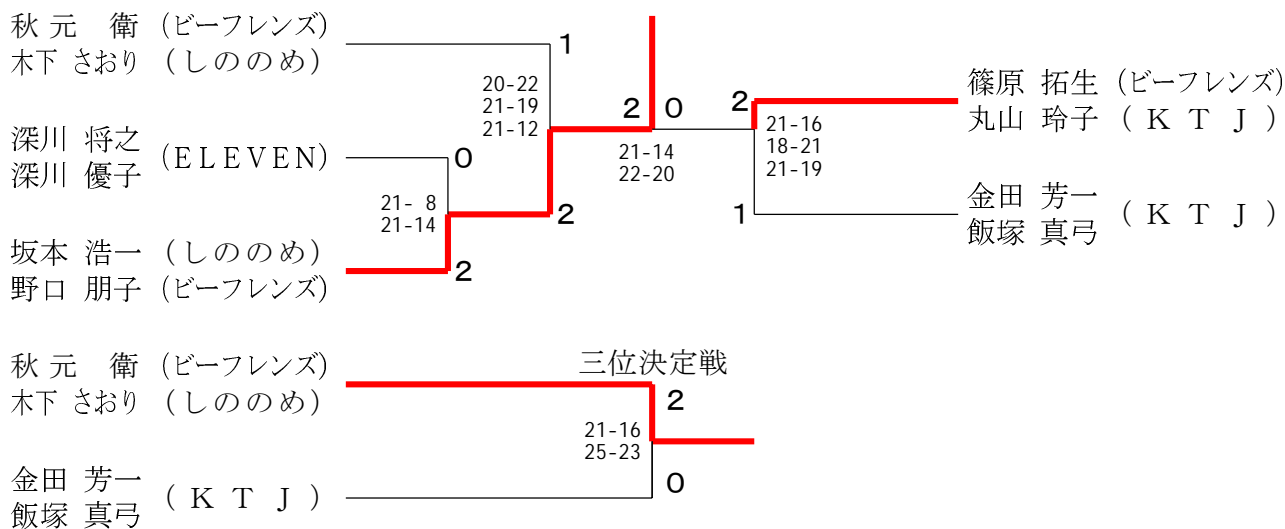 秋 元 衛 (ビーフレンズ)
木下 さおり (しののめ)
1
20-22
21-19
21-12
深川 将之
深川 優子
(ELEVEN)
0
21- 8
21-14
2
坂本 浩一 (しののめ)
野口 朋子 (ビーフレンズ)
2
2 0
21-14
22-20
2
篠原 拓生 (ビーフレンズ)
丸山 玲子 (KTJ)
21-16
18-21
21-19
1
金田 芳一
飯塚 真弓
(KTJ)
三位決定戦
秋 元 衛 (ビーフレンズ)
木下 さおり (しののめ)
2
21-16
25-23
金田 芳一
飯塚 真弓
(KTJ)
0